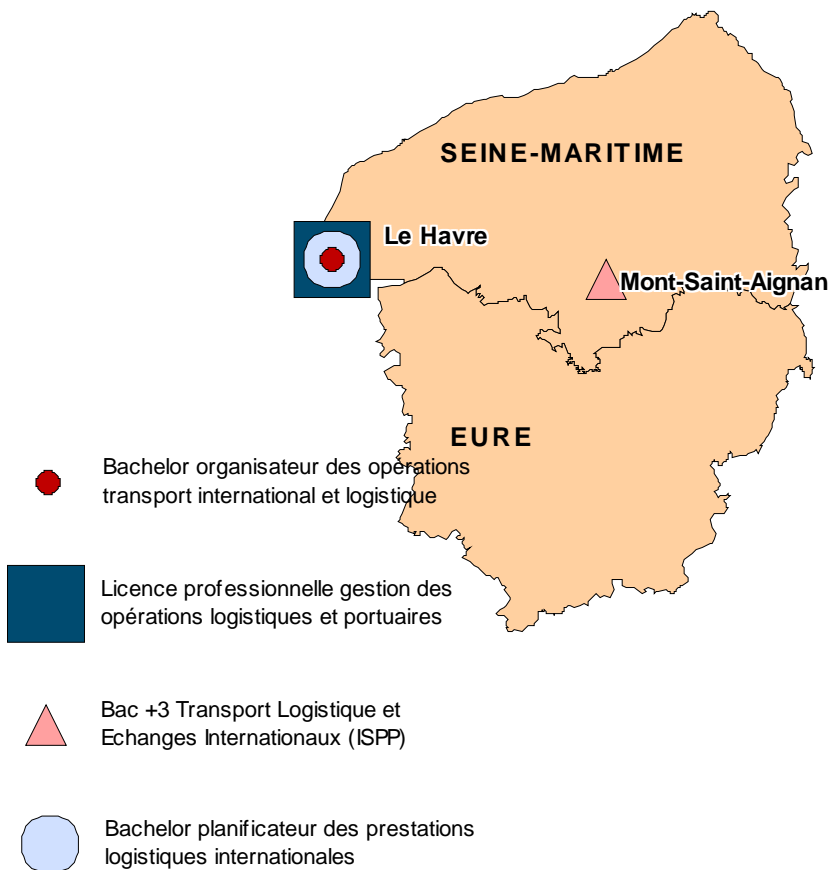 SEINE-MARITIME
Le Havre
Mont-Saint-Aignan
EURE
Bachelor organisateur des opérations
transport international et logistique
Licence professionnelle gestion des
opérations logistiques et portuaires
Bac +3 Transport Logistique et
Echanges Internationaux (ISPP)
Bachelor planificateur des prestations
logistiques internationales